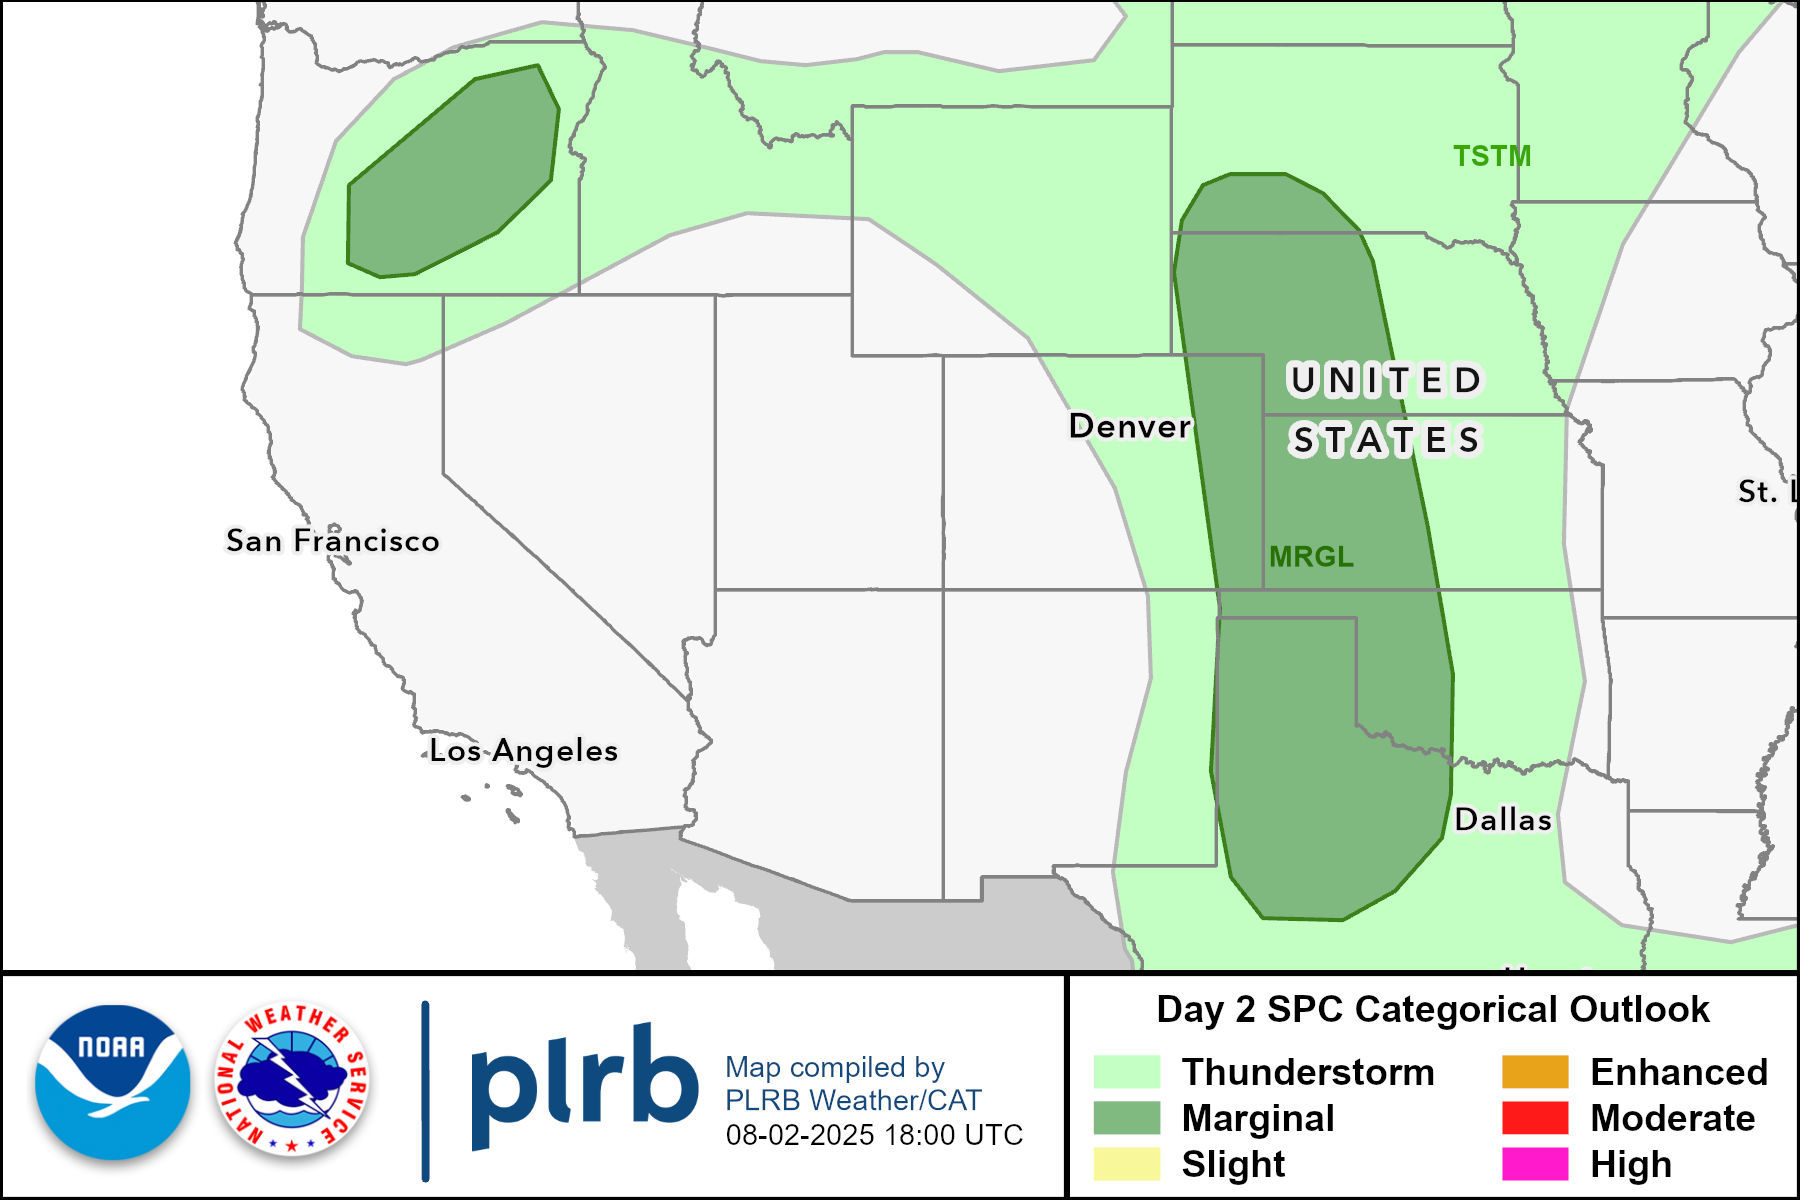 TSTM
UNITED
STATES
Denver
St. L
San Francisco
MRGL
Los Angeles
Dallas
NOAA
NATIONAL WEATHER SERVICE
plrb
Map compiled by
PLRB Weather/CAT
08-02-2025 18:00 UTC
Day 2 SPC Categorical Outlook
Thunderstorm
Marginal
Slight
Enhanced
Moderate
High